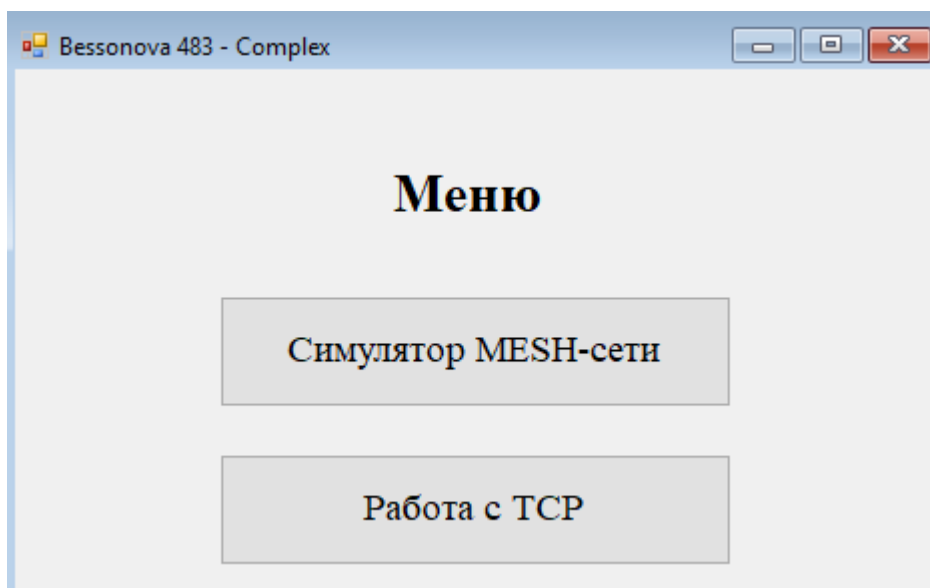 Bessonova 483 - Complex
Меню
Симулятор MESH-сети
Работа с TCP